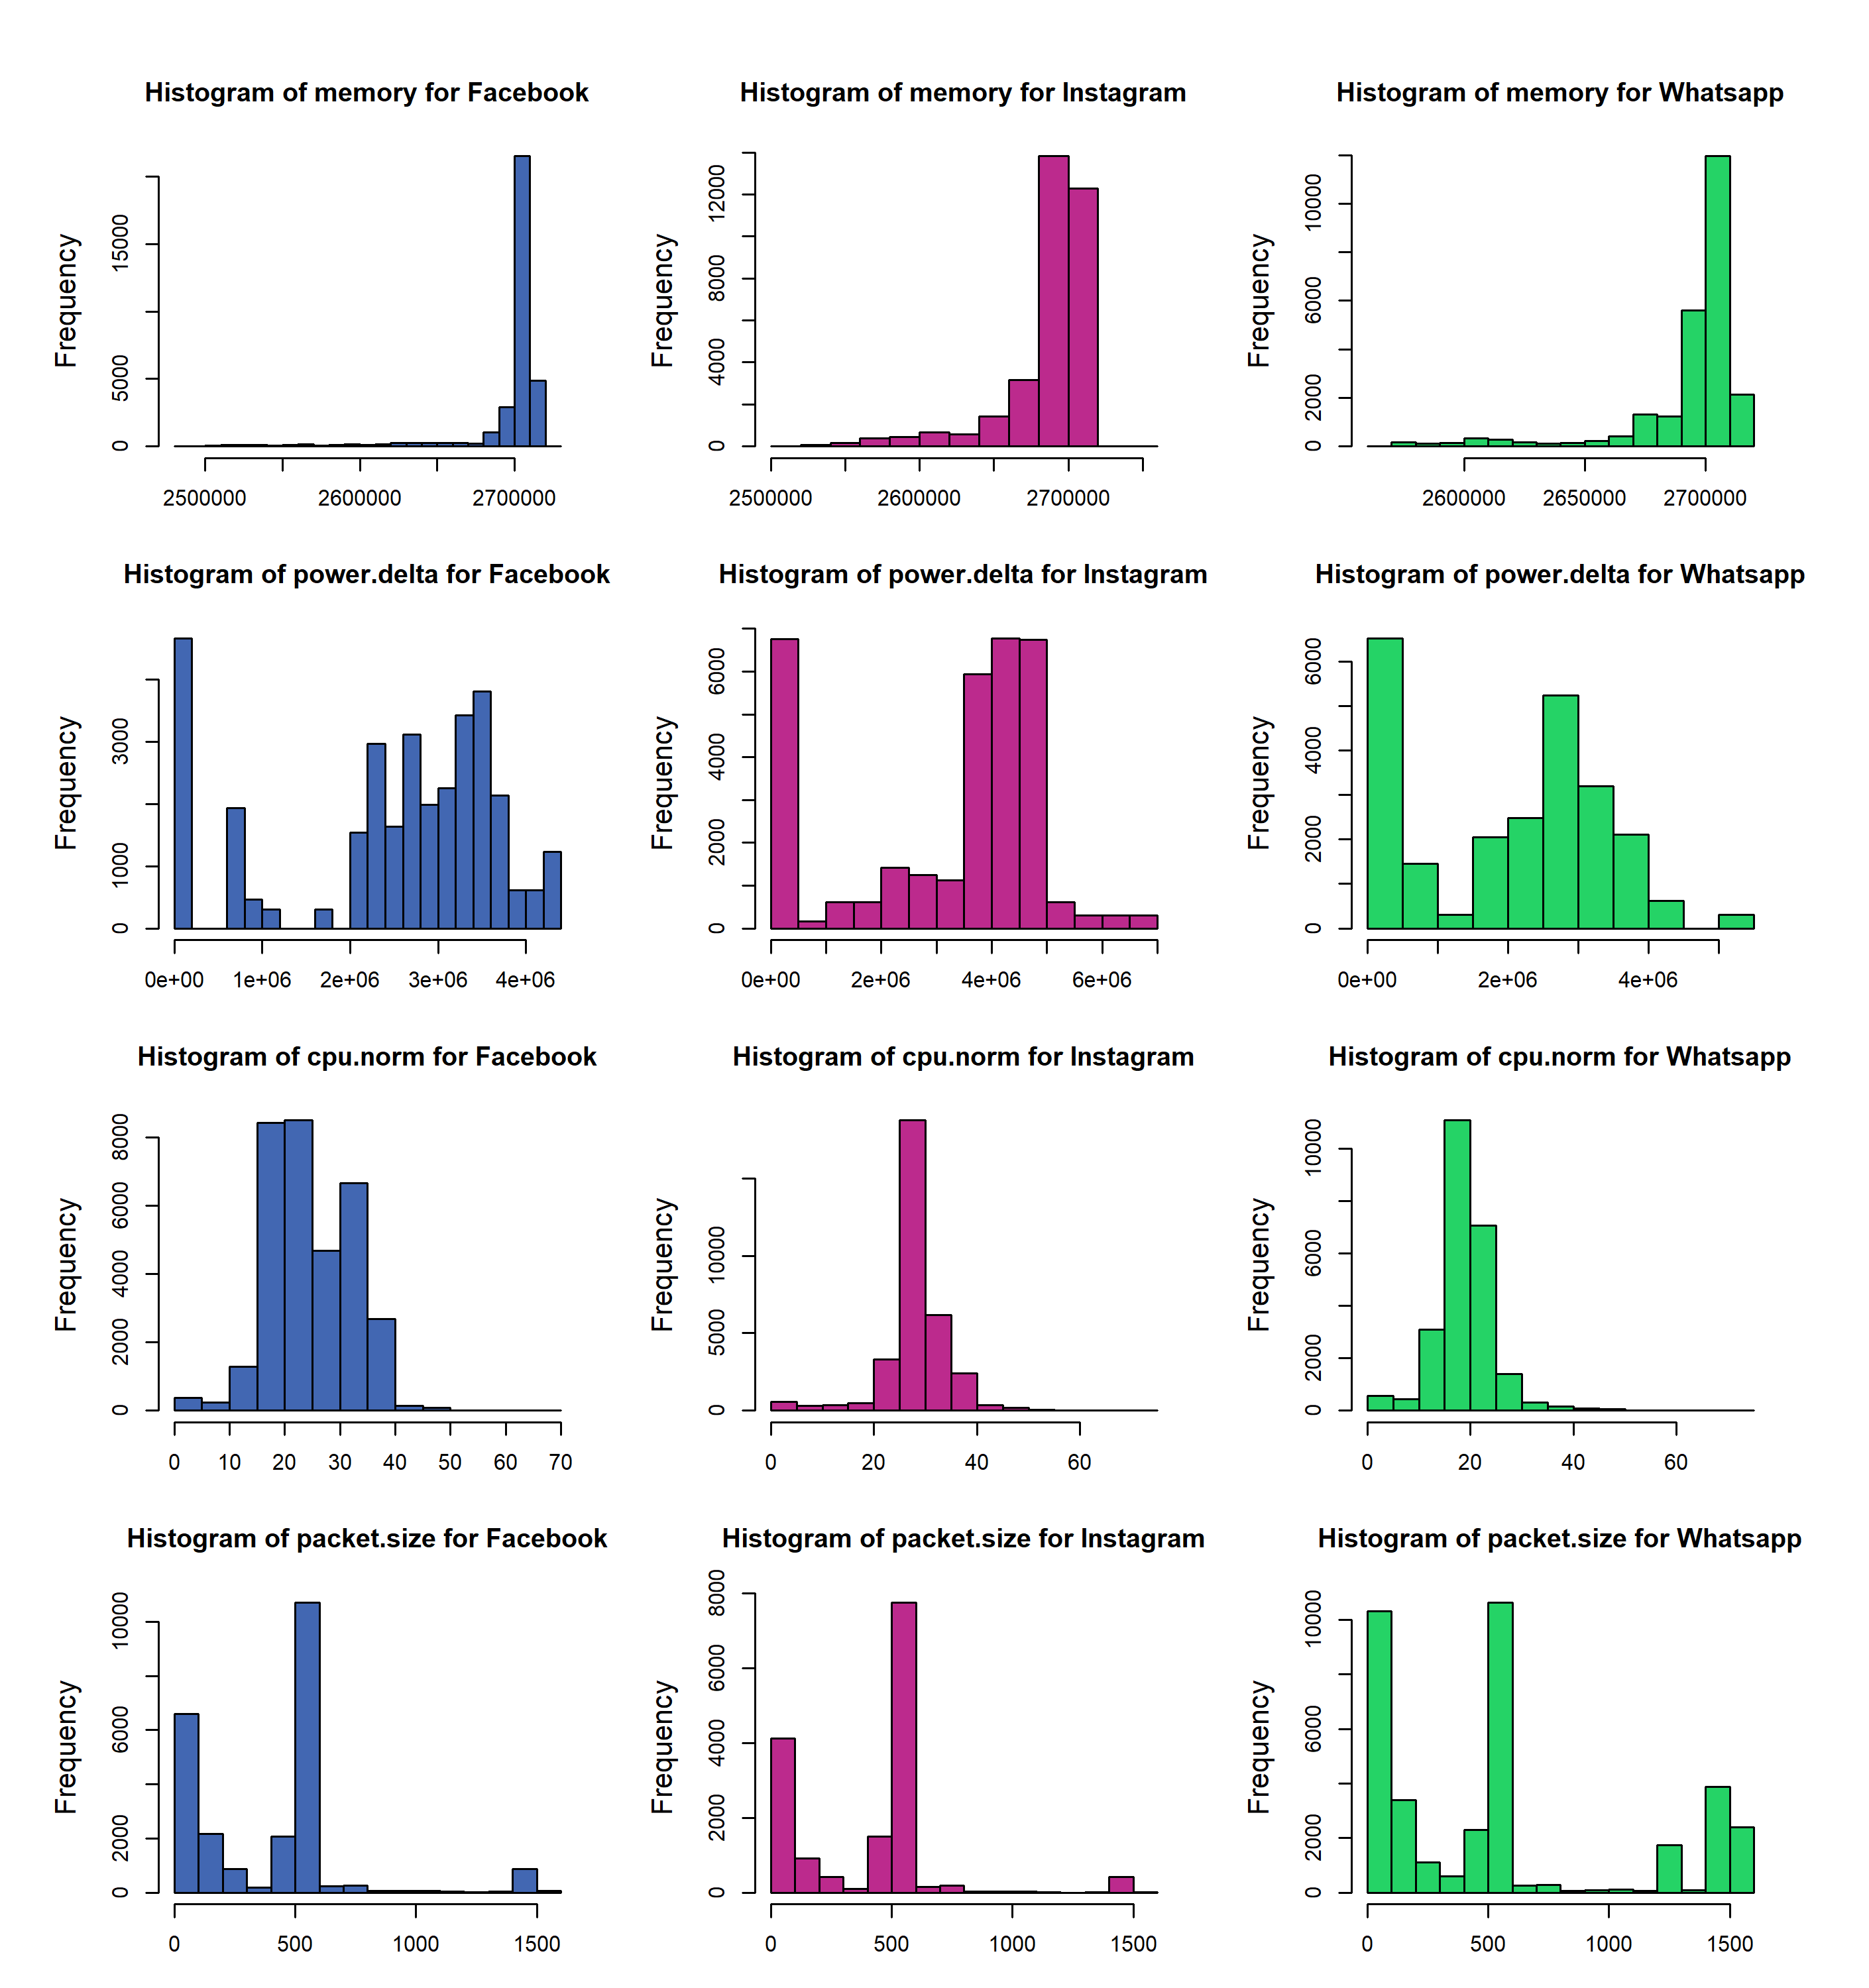 Histogram of memory for Facebook
Frequency
0
5000
15000
2500000 2600000 2700000
Histogram of memory for Instagram
Frequency
0
4000
8000
12000
2500000 2600000 2700000
Histogram of memory for Whatsapp
Frequency
0
2000
6000
10000
2600000 2650000 2700000
Histogram of power.delta for Facebook
Frequency
0
1000
3000
0e+00 1e+06 2e+06 3e+06 4e+06
Histogram of power.delta for Instagram
Frequency
0
2000
4000
6000
0e+00 2e+06 4e+06 6e+06
Histogram of power.delta for Whatsapp
Frequency
0
2000
4000
6000
0e+00 2e+06 4e+06
Histogram of cpu.norm for Facebook
Frequency
0
2000
4000
6000
8000
0 10 20 30 40 50 60 70
Histogram of cpu.norm for Instagram
Frequency
0
5000
10000
0 20 40 60
Histogram of cpu.norm for Whatsapp
Frequency
0
2000
6000
10000
0 20 40 60
Histogram of packet.size for Facebook
Frequency
0
2000
6000
10000
0 500 1000 1500
Histogram of packet.size for Instagram
Frequency
0
2000
4000
6000
8000
0 500 1000 1500
Histogram of packet.size for Whatsapp
Frequency
0
2000
6000
10000
0 500 1000 1500